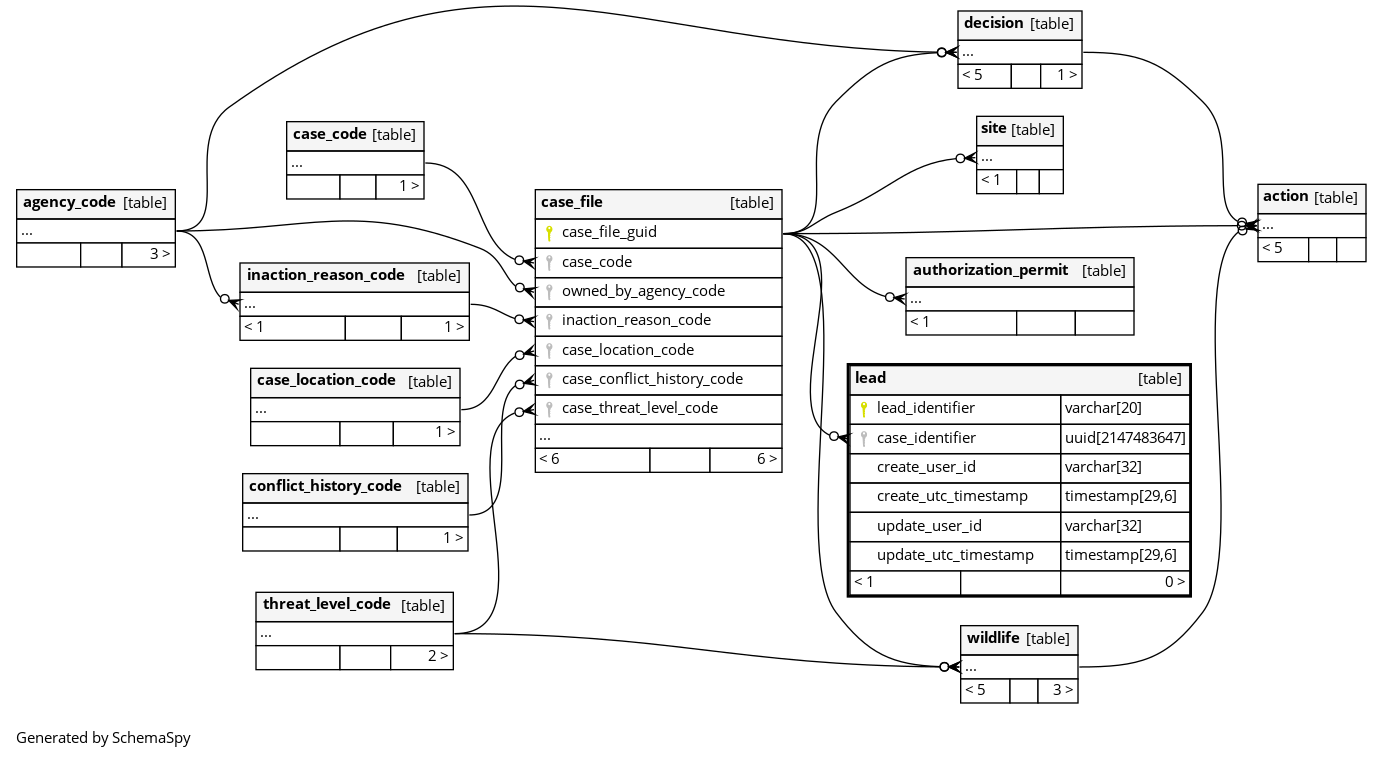 decision [table]
...
< 5 1 >
case_code [table]
...
1 >
site [table]
...
< 1
agency_code [table]
...
3 >
case_file [table]
case_file_guid
case_code
owned_by_agency_code
inaction_reason_code
case_location_code
case_conflict_history_code
case_threat_level_code
...
< 6 6 >
action [table]
...
< 5
inaction_reason_code [table]
...
< 1 1 >
authorization_permit [table]
...
< 1
case_location_code [table]
...
1 >
lead [table]
lead_identifier varchar[20]
case_identifier uuid[2147483647]
create_user_id varchar[32]
create_utc_timestamp timestamp[29,6]
update_user_id varchar[32]
update_utc_timestamp timestamp[29,6]
< 1 0 >
conflict_history_code [table]
...
1 >
threat_level_code [table]
...
2 >
wildlife [table]
...
< 5 3 >
Generated by SchemaSpy